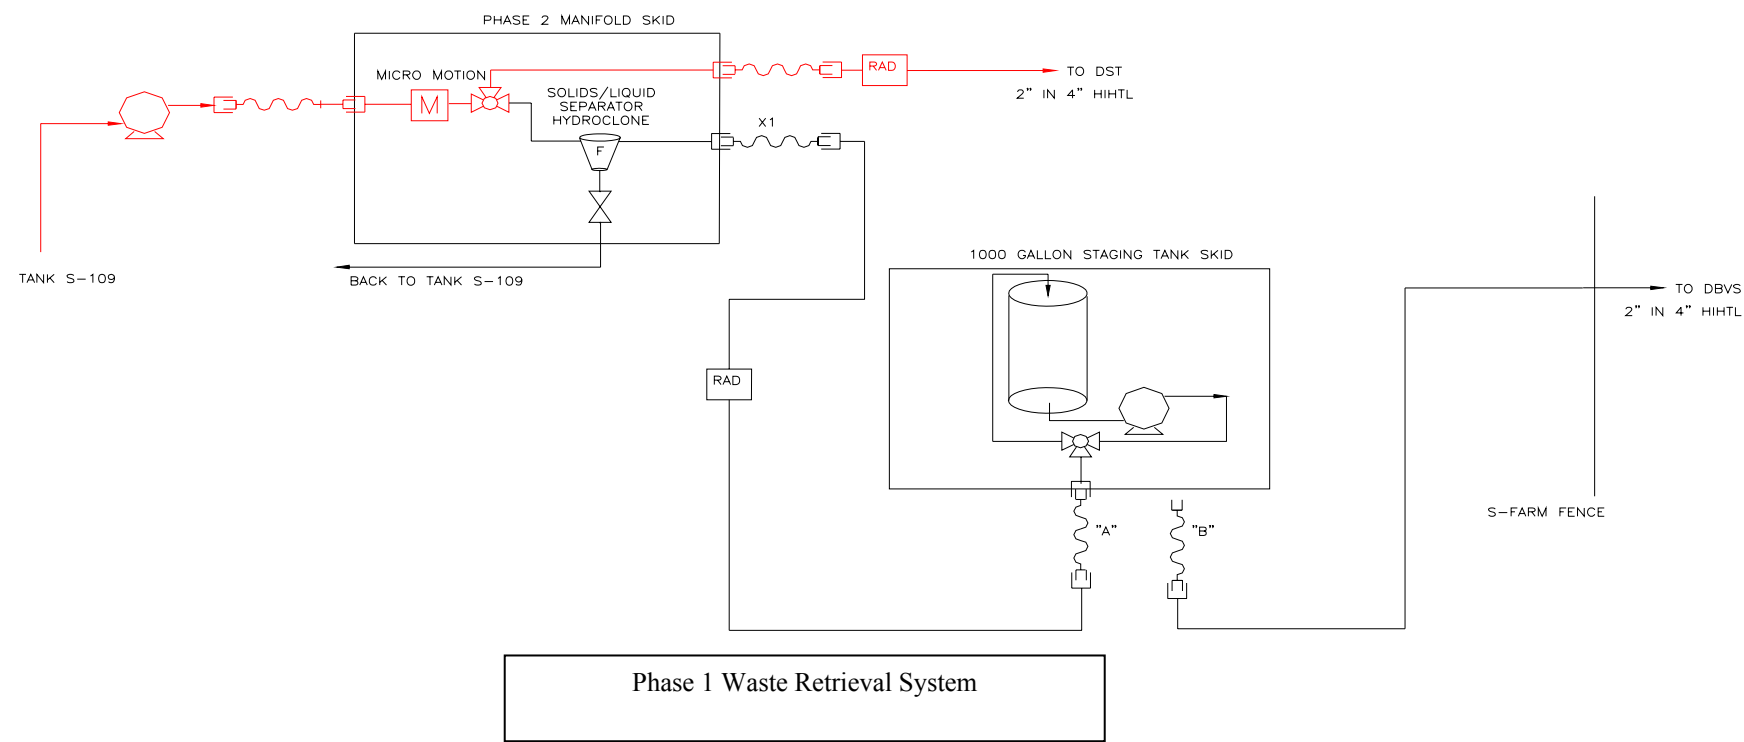 PHASE 2 MANIFOLD SKID
MICRO MOTION
M
SOLIDS/LIQUID
SEPARATOR
HYDROCLONE
F
RAD
TO DST
2" IN 4" HIHTL
X1
TANK S-109
BACK TO TANK S-109
RAD
1000 GALLON STAGING TANK SKID
"A"
"B"
TO DBVS
2" IN 4" HIHTL
S-FARM FENCE
Phase 1 Waste Retrieval System